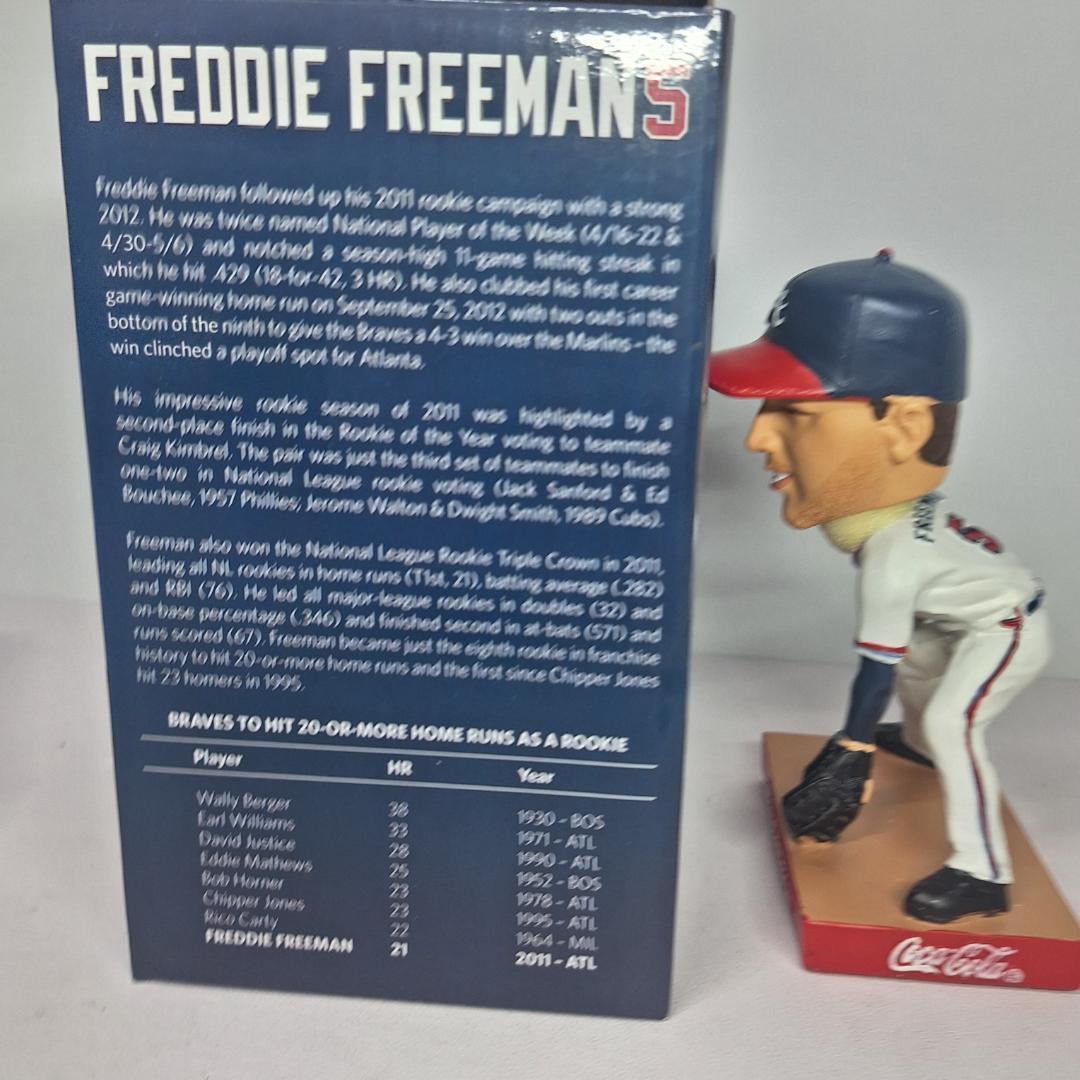 FREDDIE FREEMAN 5
Freddie Freeman followed up his 2011 rookie campaign with a strong
2012. He was twice named National Player of the Week (4/16-22 &
4/30-5/6) and notched a season-high 11-game hitting streak in
which he hit .429 (18-for-42, 3 HR). He also clubbed his first career
game-winning home run on September 25, 2012 with two outs in the
bottom of the ninth to give the Braves a 4-3 win over the Marlins - the
win clinched a playoff spot for Atlanta.
His impressive rookie season of 2011 was highlighted by a
second-place finish in the Rookie of the Year voting to teammate
Craig Kimbrel. The pair was just the third set of teammates to finish
one-two in National League rookie voting (Jack Sanford & Ed
Bouchee, 1957 Phillies; Jerome Walton & Dwight Smith, 1989 Cubs).
Freeman also won the National League Rookie Triple Crown in 2011,
leading all NL rookies in home runs (T1st, 21), batting average (.282)
and RBI (76). He led all major-league rookies in doubles (32) and
on-base percentage (.346) and finished second in at-bats (571) and
runs scored (67). Freeman became just the eighth rookie in franchise
history to hit 20-or-more home runs and the first since Chipper Jones
hit 23 homers in 1995.
BRAVES TO HIT 20-OR-MORE HOME RUNS AS A ROOKIE
Player HR Year
Wally Berger 38 1930 - BOS
Earl Williams 33 1971 - ATL
David Justice 28 1990 - ATL
Eddie Mathews 25 1952 - BOS
Bob Horner 23 1978 - ATL
Chipper Jones 23 1995 - ATL
Rico Carty 22 1964 - MIL
FREDDIE FREEMAN 21 2011 - ATL
5
Coca-Cola